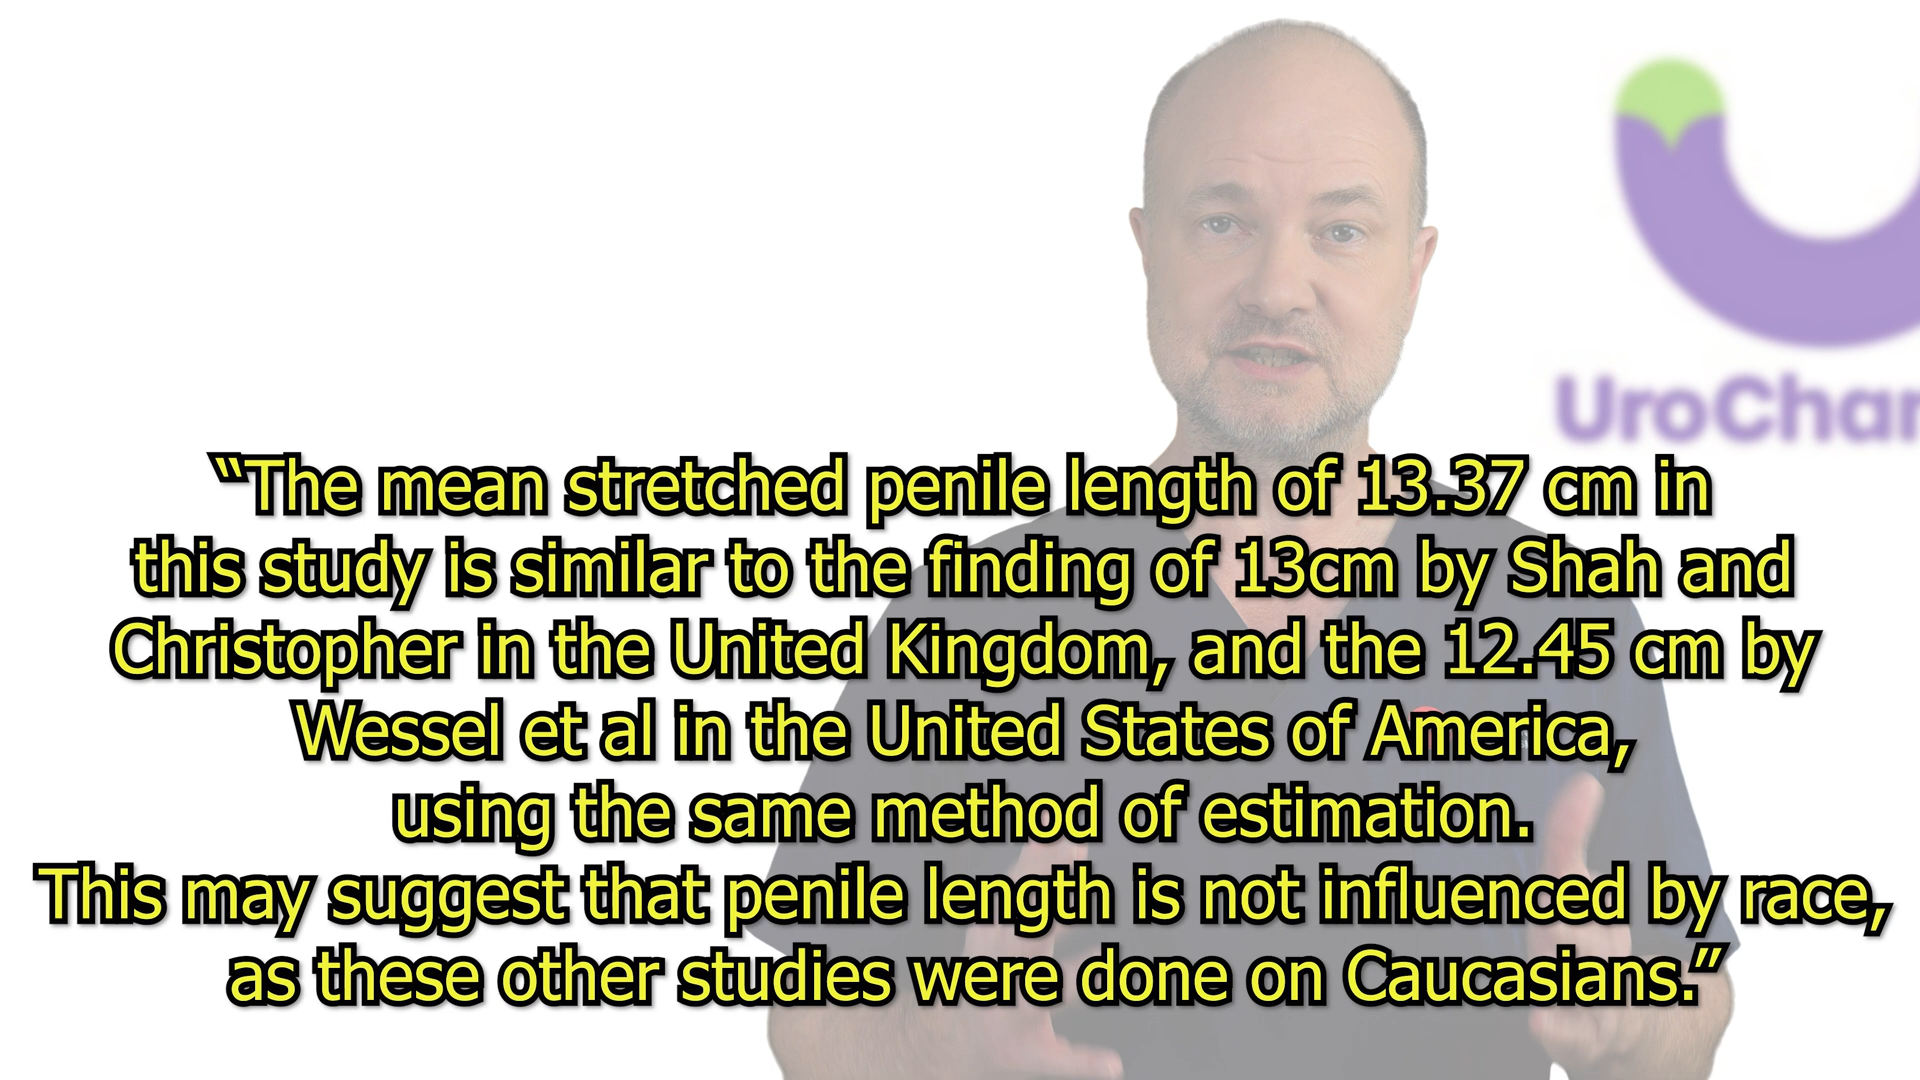 UroChan
“The mean stretched penile length of 13.37 cm in
this study is similar to the finding of 13cm by Shah and
Christopher in the United Kingdom, and the 12.45 cm by
Wessel et al in the United States of America,
using the same method of estimation.
This may suggest that penile length is not influenced by race,
as these other studies were done on Caucasians.”